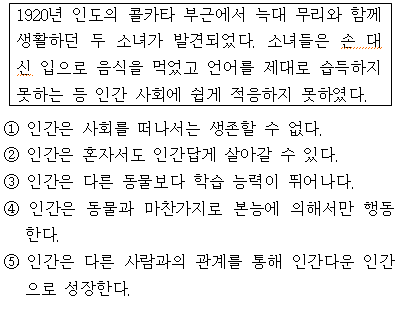 1920년 인도의 콜카타 부근에서 늑대 무리와 함께
생활하던 두 소녀가 발견되었다. 소녀들은 손 대
신 입으로 음식을 먹었고 언어를 제대로 습득하지
못하는 등 인간 사회에 쉽게 적응하지 못하였다.
① 인간은 사회를 떠나서는 생존할 수 없다.
② 인간은 혼자서도 인간답게 살아갈 수 있다.
③ 인간은 다른 동물보다 학습 능력이 뛰어나다.
④ 인간은 동물과 마찬가지로 본능에 의해서만 행동
한다.
⑤ 인간은 다른 사람과의 관계를 통해 인간다운 인간
으로 성장한다.